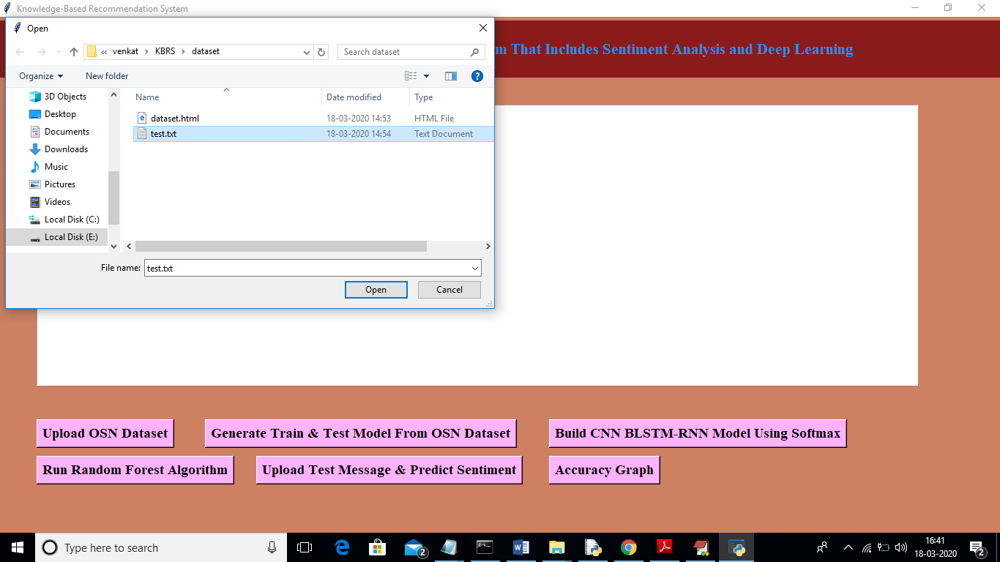 Knowledge-Based Recommendation System
Open
« venkat › KBRS › dataset
Search dataset
m That Includes Sentiment Analysis and Deep Learning
Organize
New folder
?
3D Objects
Desktop
Documents
Downloads
Music
Pictures
Videos
Local Disk (C:)
Local Disk (E:)
Name Date modified Type
dataset.html 18-03-2020 14:53 HTML File
test.txt 18-03-2020 14:54 Text Document
File name: test.txt
Open Cancel
Upload OSN Dataset
Generate Train & Test Model From OSN Dataset
Build CNN BLSTM-RNN Model Using Softmax
Run Random Forest Algorithm
Upload Test Message & Predict Sentiment
Accuracy Graph
Type here to search
2
16:41
18-03-2020
2